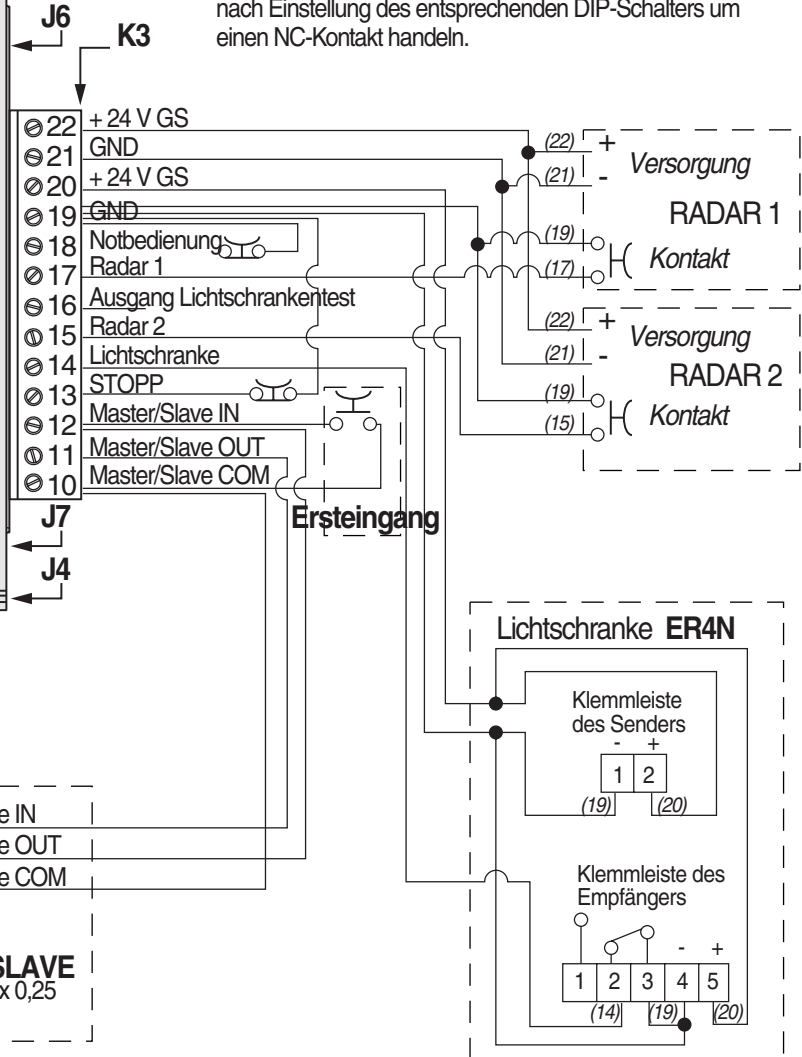 nach Einstellung des entsprechenden DIP-Schalters um
einen NC-Kontakt handeln.
J6
K3
22 + 24 V GS
21 GND
20 + 24 V GS
19 GND
18 Notbedienung
17 Radar 1
16 Ausgang Lichtschrankentest
15 Radar 2
14 Lichtschranke
13 STOPP
12 Master/Slave IN
11 Master/Slave OUT
10 Master/Slave COM
J7
J4
Ersteingang
(22) + Versorgung
(21) -
RADAR 1
(19)
(17) Kontakt
(22) + Versorgung
(21) -
RADAR 2
(19)
(15) Kontakt
Lichtschranke ER4N
Klemmleiste
des Senders
- +
1 2
(19) (20)
Klemmleiste des
Empfängers
- +
1 2 3 4 5
(14) (19) (20)
e IN
e OUT
e COM
SLAVE
x 0,25